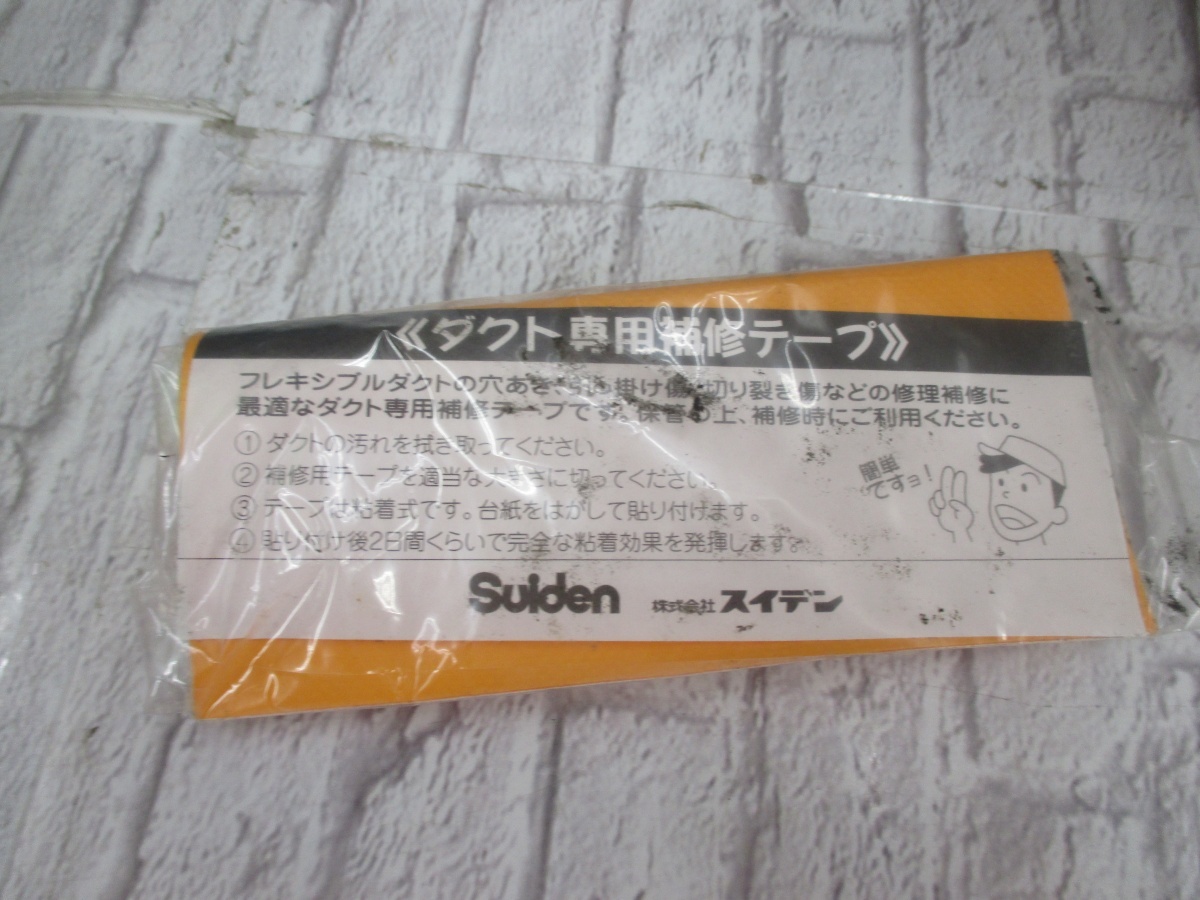 《ダクト専用補修テープ》
フレキシブルダクトの穴あき、引っ掛け傷、切り裂き傷などの修理補修に
最適なダクト専用補修テープです。保管の上、補修時にご利用ください。
① ダクトの汚れを拭き取ってください。
② 補修用テープを適当な大きさに切ってください。
③ テープは粘着式です。台紙をはがして貼り付けます。
④ 貼り付け後2日間くらいで完全な粘着効果を発揮します。
簡単
ですョ!
Suiden 株式会社 スイデン